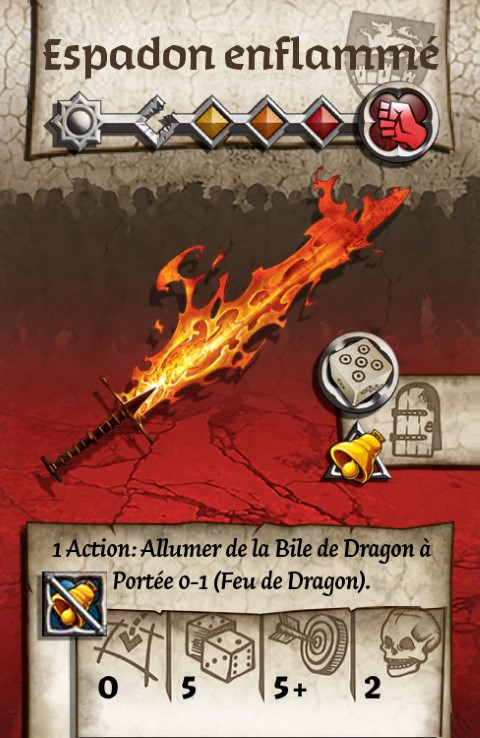 Espadon enflammé
1 Action: Allumer de la Bile de Dragon à
Portée 0-1 (Feu de Dragon).
0 5 5+ 2